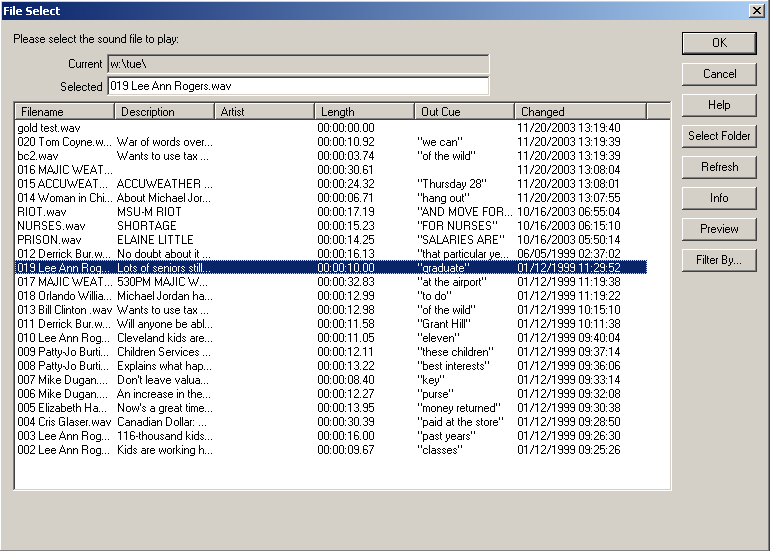 File Select
Please select the sound file to play:
Current w:\tue\
Selected 019 Lee Ann Rogers.wav
OK
Cancel
Help
Select Folder
Refresh
Info
Preview
Filter By...
Filename Description Artist Length Out Cue Changed
gold test.wav 00:00:00.00 11/20/2003 13:19:40
020 Tom Coyne.w... War of words over... 00:00:10.92 "we can" 11/20/2003 13:19:39
bc2.wav Wants to use tax ... 00:00:03.74 "of the wild" 11/20/2003 13:19:39
016 MAJIC WEAT... 00:00:30.61 11/20/2003 13:08:04
015 ACCUWEAT... ACCUWEATHER ... 00:00:24.32 "Thursday 28" 11/20/2003 13:08:01
014 Woman in Chi... About Michael Jor... 00:00:06.71 "hang out" 11/20/2003 13:07:55
RIOT.wav MSU-M RIOT 00:00:17.19 "AND MOVE FOR... 10/16/2003 06:55:04
NURSES.wav SHORTAGE 00:00:15.23 "FOR NURSES" 10/16/2003 06:15:10
PRISON.wav ELAINE LITTLE 00:00:14.25 "SALARIES ARE" 10/16/2003 05:50:14
012 Derrick Bur.w... No doubt about it ... 00:00:16.13 "that particular ye... 06/05/1999 02:37:02
019 Lee Ann Rog... Lots of seniors still... 00:00:10.00 "graduate" 01/12/1999 11:29:52
017 MAJIC WEAT... 530PM MAJIC W... 00:00:32.83 "at the airport" 01/12/1999 11:19:38
018 Orlando Willia... Michael Jordan ha... 00:00:12.99 "to do" 01/12/1999 11:19:22
013 Bill Clinton .wav Wants to use tax ... 00:00:12.98 "of the wild" 01/12/1999 10:15:10
011 Derrick Bur.w... Will anyone be abl... 00:00:11.58 "Grant Hill" 01/12/1999 10:11:38
010 Lee Ann Rog... Cleveland kids are... 00:00:11.05 "eleven" 01/12/1999 09:40:04
009 Patty-Jo Burti... Children Services ... 00:00:12.11 "these children" 01/12/1999 09:37:14
008 Patty-Jo Burti... Explains what hap... 00:00:13.22 "best interests" 01/12/1999 09:36:06
007 Mike Dugan.... Don't leave valua... 00:00:08.40 "key" 01/12/1999 09:33:14
006 Mike Dugan.... An increase in the... 00:00:12.27 "purse" 01/12/1999 09:32:08
005 Elizabeth Ha... Now's a great time... 00:00:13.95 "money returned" 01/12/1999 09:30:38
004 Cris Glaser.wav Canadian Dollar: ... 00:00:30.39 "paid at the store" 01/12/1999 09:28:50
003 Lee Ann Rog... 116-thousand kids... 00:00:16.00 "past years" 01/12/1999 09:26:30
002 Lee Ann Rog... Kids are working h... 00:00:09.67 "classes" 01/12/1999 09:25:26